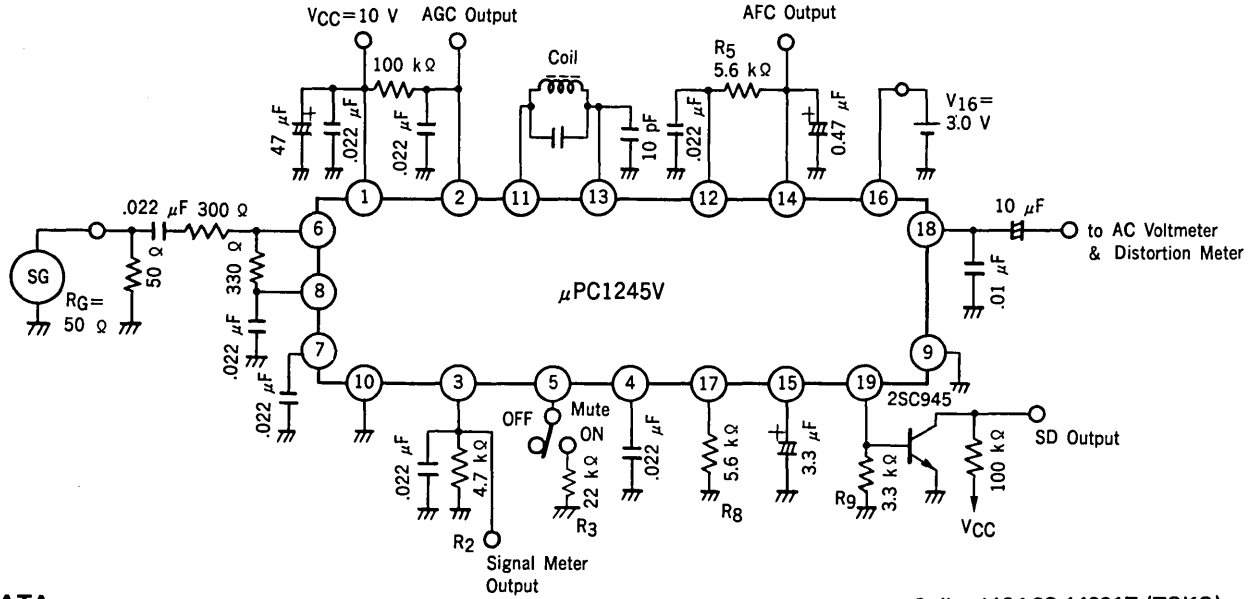 VCC=10 V
AGC Output
AFC Output
100 kΩ
Coil
R5
5.6 kΩ
V16=
3.0 V
47 μF
.022 μF
.022 μF
10 pF
.022 μF
0.47 μF
1
2
11
13
12
14
16
.022 μF
300 Ω
6
18
10 μF
to AC Voltmeter
& Distortion Meter
SG
RG=
50 Ω
50 Ω
330 Ω
8
μPC1245V
.01 μF
.022 μF
7
9
.022 μF
10
3
5
4
17
15
19
2SC945
OFF
Mute
ON
SD Output
.022 μF
4.7 kΩ
22 kΩ
.022 μF
5.6 kΩ
3.3 μF
R9
3.3 kΩ
100 kΩ
R2
R3
R8
VCC
Signal Meter
Output